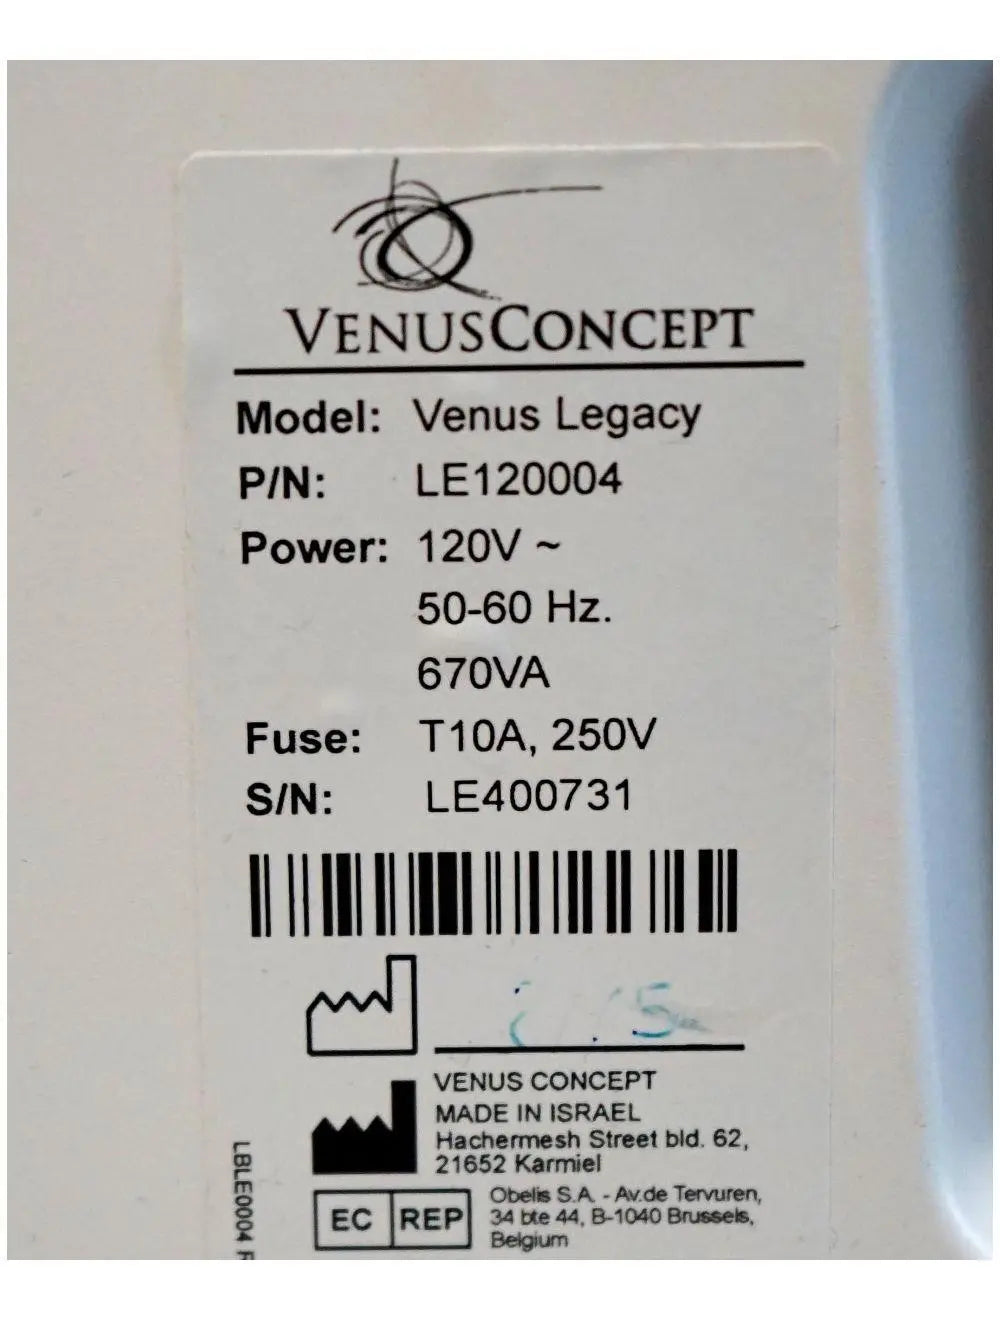 VENUSCONCEPT
Model: Venus Legacy
P/N: LE120004
Power: 120V ~
50-60 Hz.
670VA
Fuse: T10A, 250V
S/N: LE400731
VENUS CONCEPT
MADE IN ISRAEL
Hachermesh Street bld. 62,
21652 Karmiel
EC REP
Obelis S.A. - Av.de Tervuren,
34 bte 44, B-1040 Brussels,
Belgium
LBLE0004